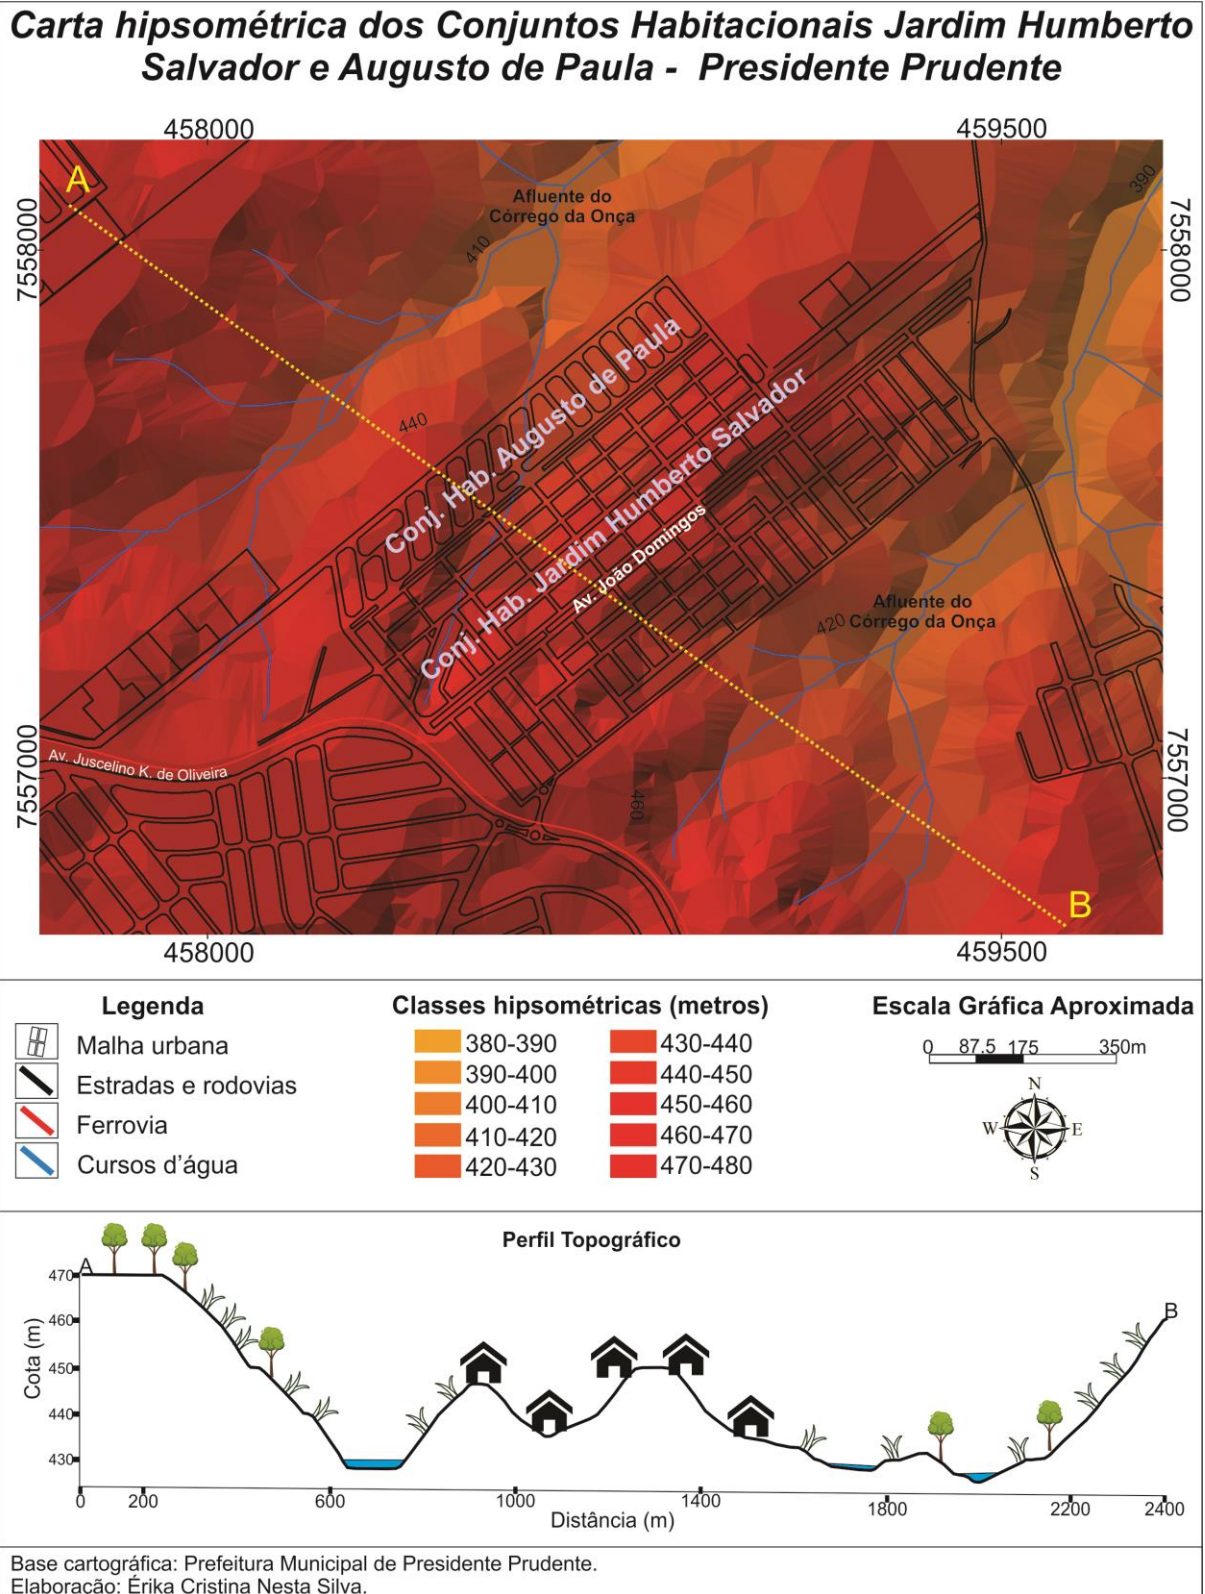 Carta hipsométrica dos Conjuntos Habitacionais Jardim Humberto
Salvador e Augusto de Paula -  Presidente Prudente
458000
459500
A
Afluente do
Córrego da Onça
390
7558000
7558000
410
Conj. Hab. Augusto de Paula
440
Conj. Hab. Jardim Humberto Salvador
Av. João Domingos
Afluente do
Córrego da Onça
420
Av. Juscelino K. de Oliveira
7557000
7557000
460
B
458000
459500
Legenda
Malha urbana
Estradas e rodovias
Ferrovia
Cursos d'água
Classes hipsométricas (metros)
380-390
390-400
400-410
410-420
420-430
430-440
440-450
450-460
460-470
470-480
Escala Gráfica Aproximada
0 87.5 175 350m
N
W E
S
Perfil Topográfico
A
B
Cota (m)
470
460
450
440
430
0 200 600 1000 1400 1800 2200 2400
Distância (m)
Base cartográfica: Prefeitura Municipal de Presidente Prudente.
Elaboração: Érika Cristina Nesta Silva.